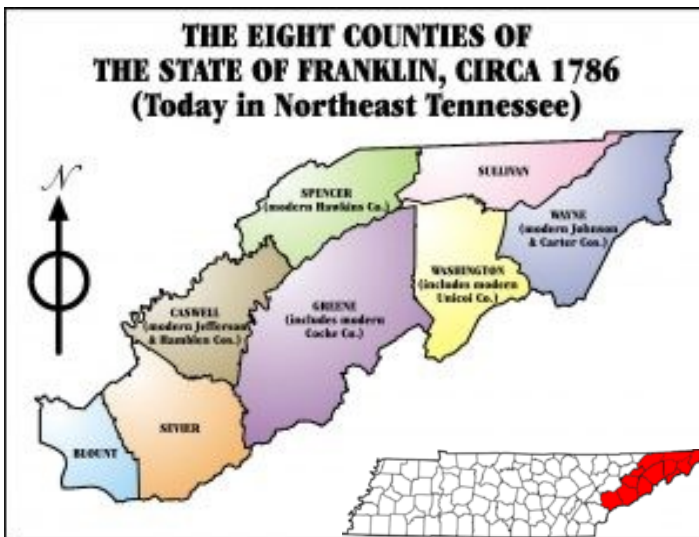 THE EIGHT COUNTIES OF
THE STATE OF FRANKLIN, CIRCA 1786
(Today in Northeast Tennessee)
N
SULLIVAN
SPENCER
(modern Hawkins Co.)
WAYNE
(modern Johnson
& Carter Cos.)
WASHINGTON
(includes modern
Unicoi Co.)
CASWELL
(modern Jefferson
& Hamblen Cos.)
GREENE
(includes modern
Cocke Co.)
SEVIER
BLOUNT